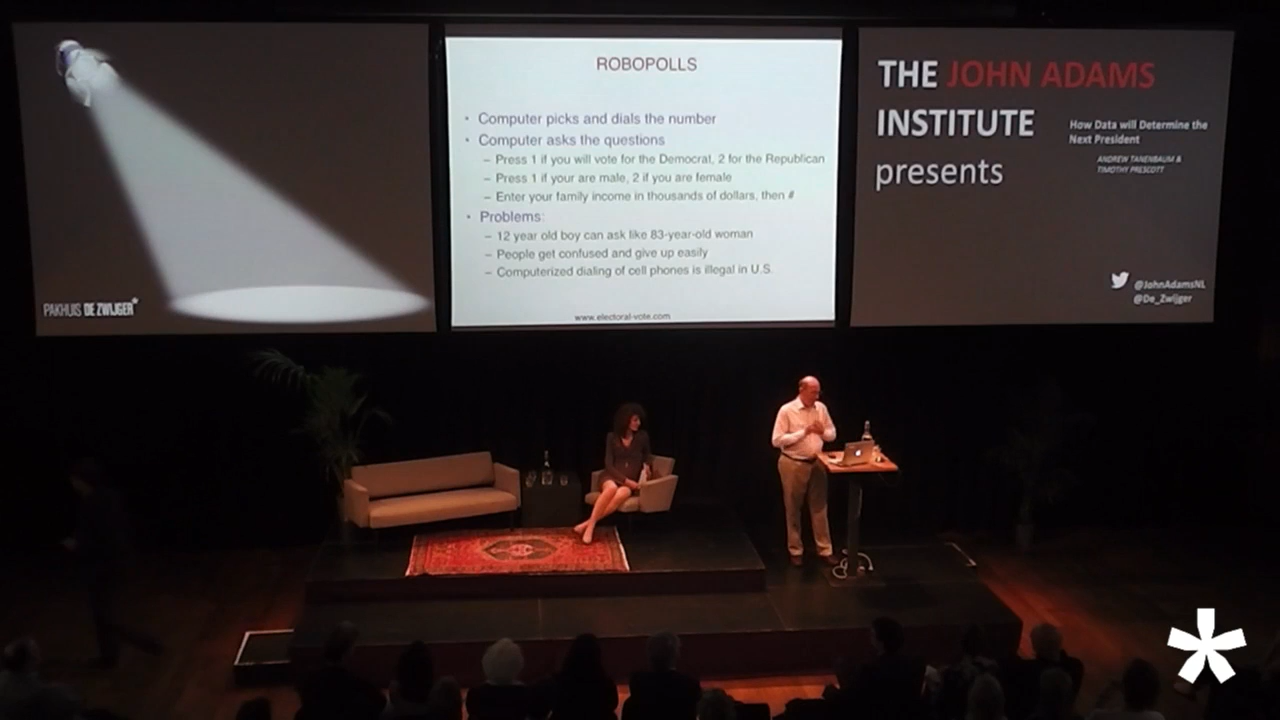 PAKHUIS DE ZWIJGER*
ROBOPOLLS
• Computer picks and dials the number
• Computer asks the questions
– Press 1 if you will vote for the Democrat, 2 for the Republican
– Press 1 if your are male, 2 if you are female
– Enter your family income in thousands of dollars, then #
• Problems:
– 12 year old boy can ask like 83-year-old woman
– People get confused and give up easily
– Computerized dialing of cell phones is illegal in U.S.
www.electoral-vote.com
THE JOHN ADAMS
INSTITUTE
presents
How Data will Determine the
Next President
ANDREW TANENBAUM &
TIMOTHY PRESCOTT
@JohnAdamsNL
@De_Zwijger